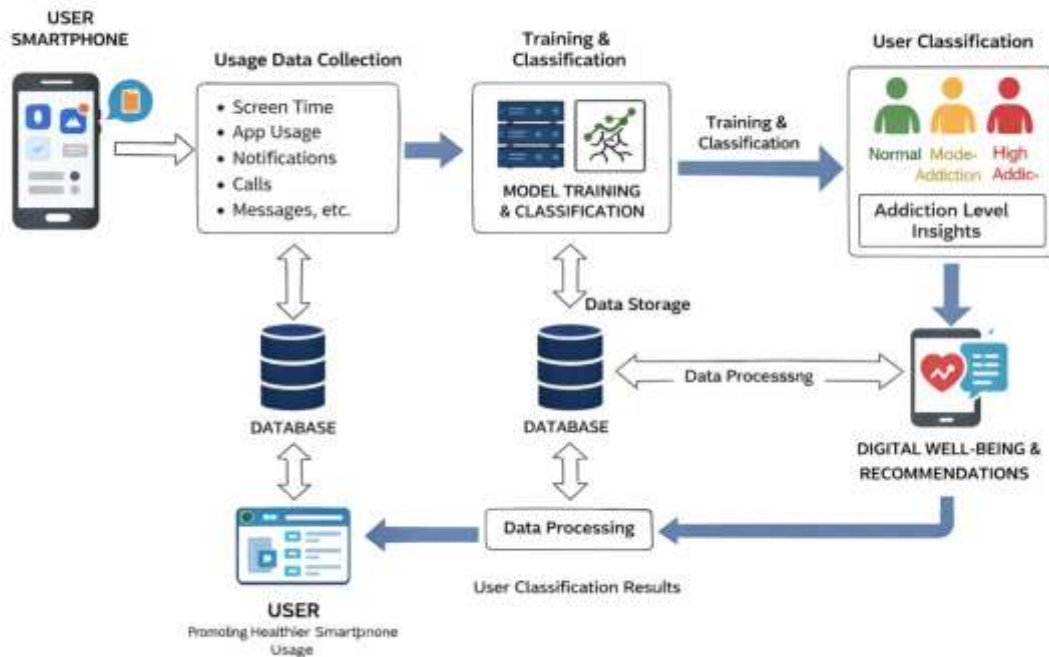 USER
SMARTPHONE
Usage Data Collection
• Screen Time
• App Usage
• Notifications
• Calls
• Messages, etc.
Training &
Classification
MODEL TRAINING
& CLASSIFICATION
Training &
Classification
User Classification
Normal
Mode-
Addiction
High
Addic-
Addiction Level
Insights
Data Storage
DATABASE
DATABASE
Data Processsng
DIGITAL WELL-BEING &
RECOMMENDATIONS
Data Processing
User Classification Results
USER
Promoting Healthier Smartphone
Usage